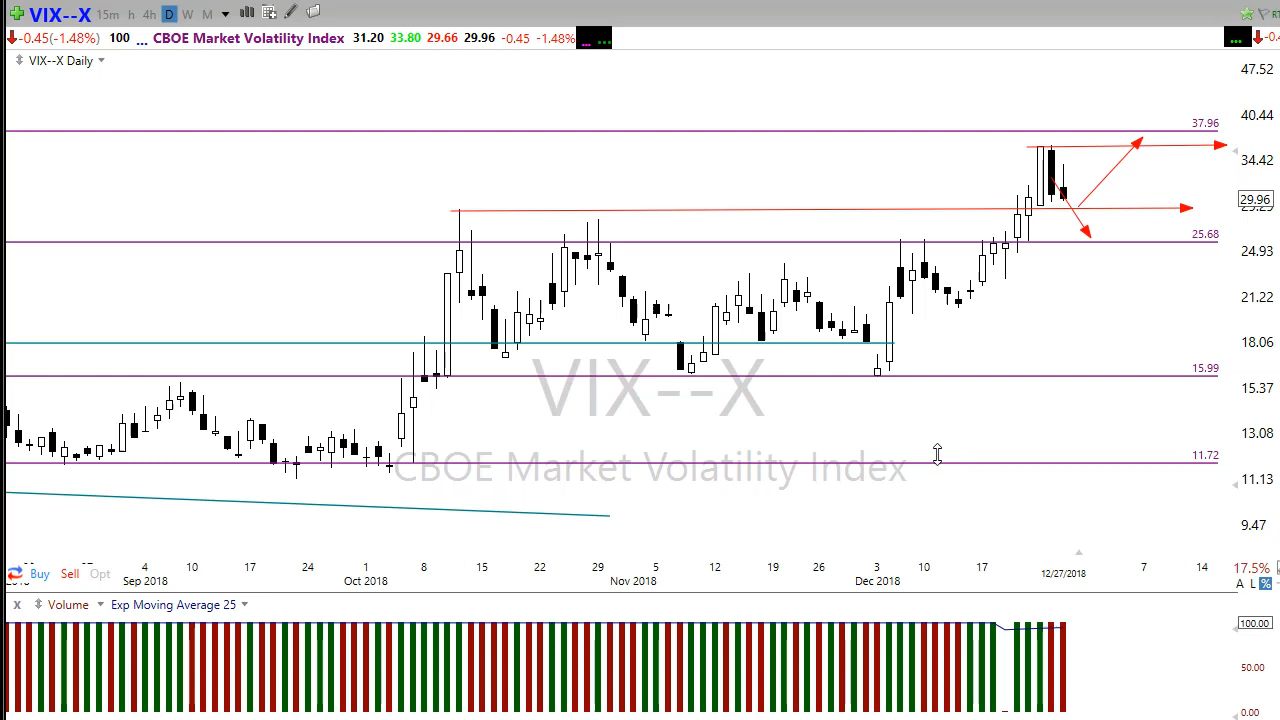 VIX--X 15m h 4h D W M
-0.45(-1.48%) 100 ... CBOE Market Volatility Index 31.20 33.80 29.66 29.96 -0.45 -1.48% ... ... ... -0.4
VIX--X Daily
47.52
37.96
40.44
34.42
29.96
25.68
24.93
21.22
18.06
15.99
15.37
VIX--X
13.08
11.72
CBOE Market Volatility Index
11.13
9.47
4 10 17 24 1 8 15 22 29 5 12 19 26 3 10 17 7 14
17.5%
Buy Sell Opt
Sep 2018 Oct 2018 Nov 2018 Dec 2018 12/27/2018
A L %
X Volume Exp Moving Average 25
100.00
50.00
0.00